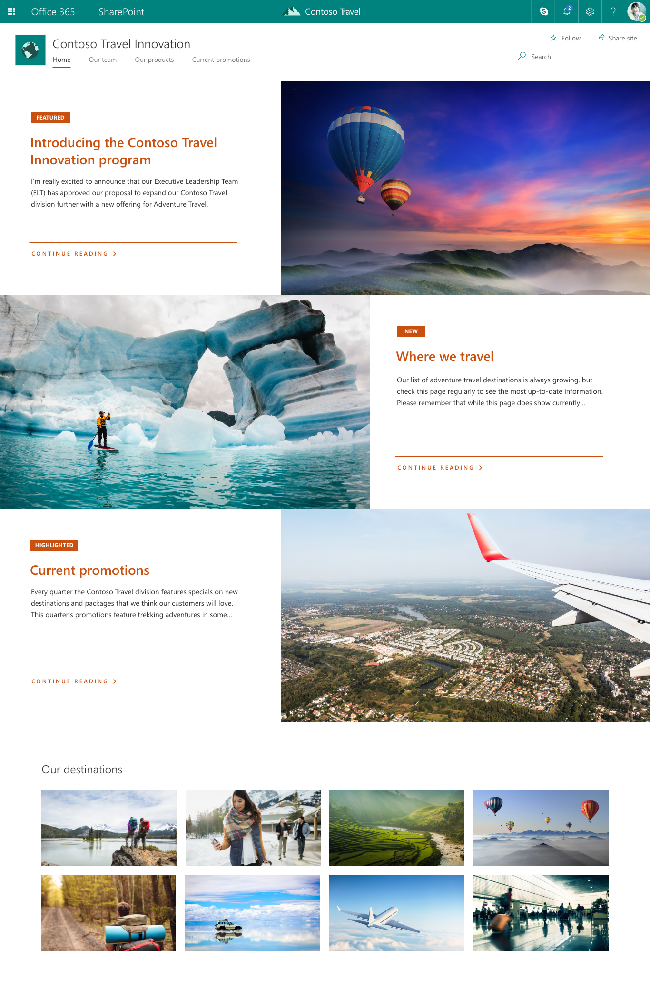 Office 365
SharePoint
Contoso Travel
2
Contoso Travel Innovation
Follow
Share site
Home
Our team
Our products
Current promotions
Search
FEATURED
Introducing the Contoso Travel
Innovation program
I'm really excited to announce that our Executive Leadership Team
(ELT) has approved our proposal to expand our Contoso Travel
division further with a new offering for Adventure Travel.
CONTINUE READING
NEW
Where we travel
Our list of adventure travel destinations is always growing, but
check this page regularly to see the most up-to-date information.
Please remember that while this page does show currently...
CONTINUE READING
HIGHLIGHTED
Current promotions
Every quarter the Contoso Travel division features specials on new
destinations and packages that we think our customers will love.
This quarter's promotions feature trekking adventures in some...
CONTINUE READING
Our destinations